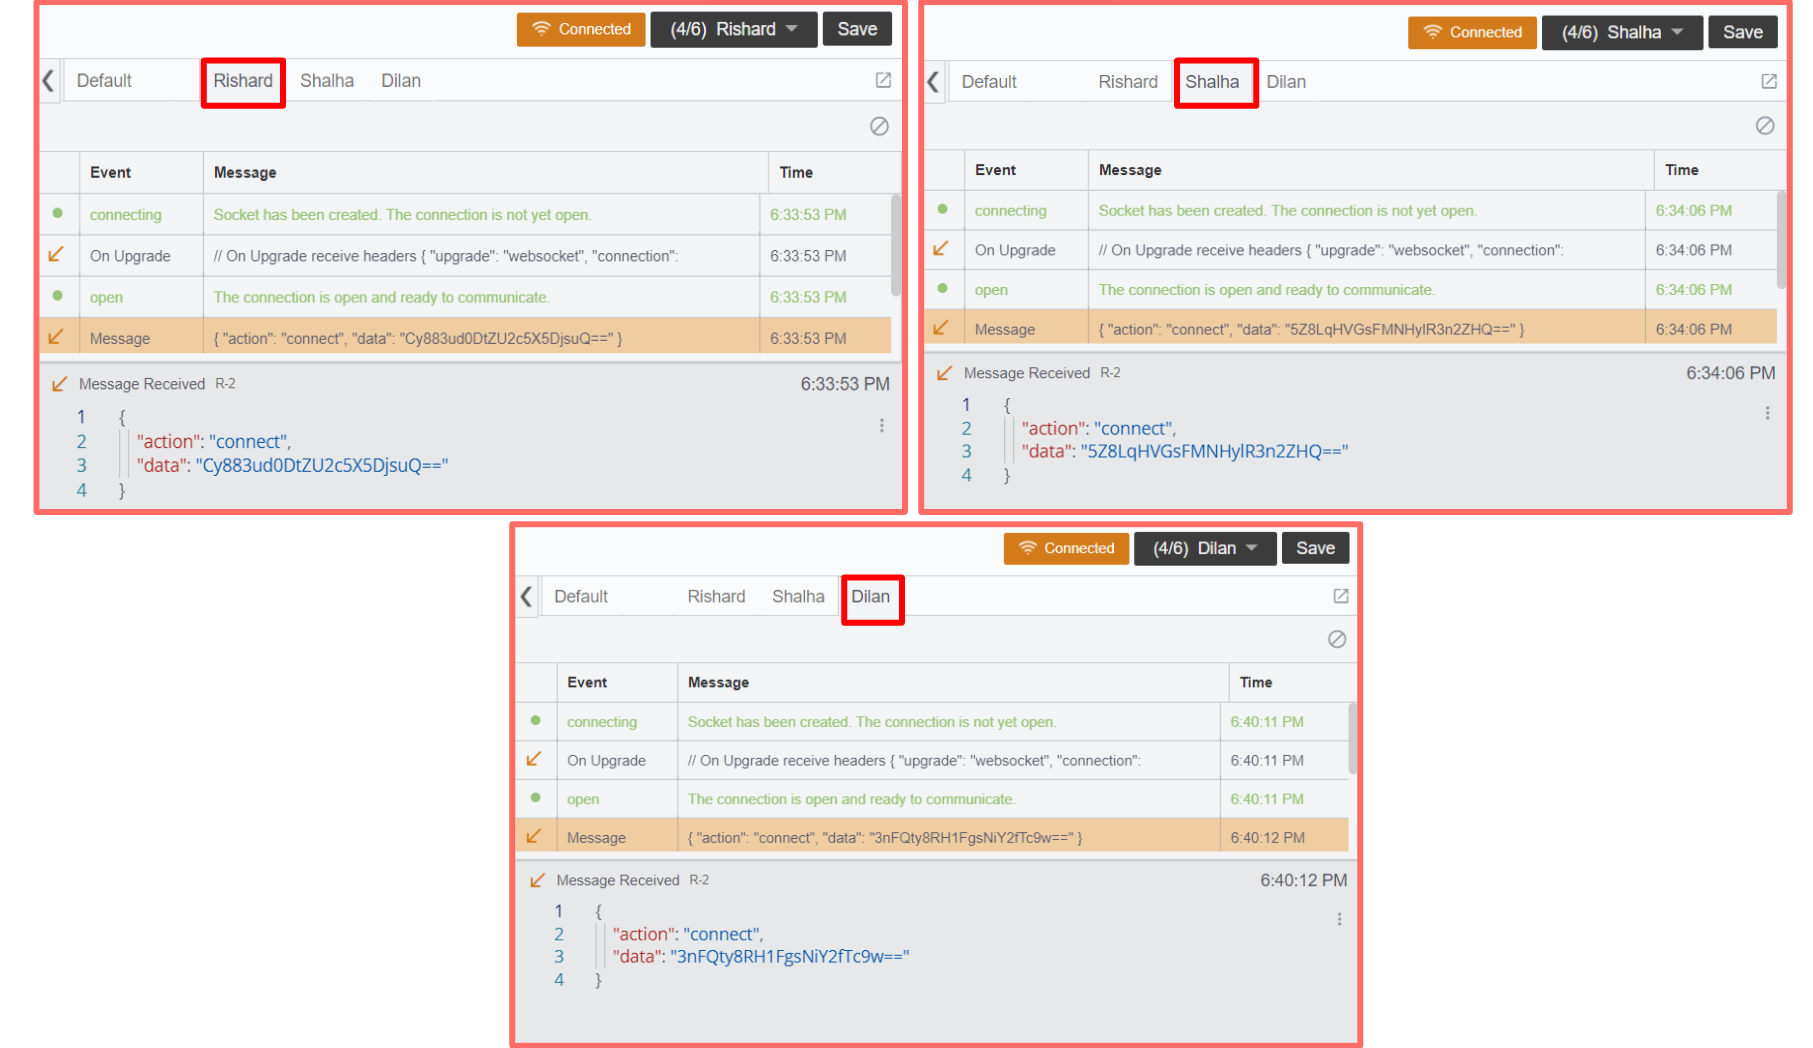 Connected (4/6) Rishard Save
Default Rishard Shalha Dilan
Event Message Time
connecting Socket has been created. The connection is not yet open. 6:33:53 PM
On Upgrade // On Upgrade receive headers { "upgrade": "websocket", "connection": 6:33:53 PM
open The connection is open and ready to communicate. 6:33:53 PM
Message { "action": "connect", "data": "Cy883ud0DtZU2c5X5DjsuQ==" } 6:33:53 PM
Message Received R-2 6:33:53 PM
1 {
2 "action": "connect",
3 "data": "Cy883ud0DtZU2c5X5DjsuQ=="
4 }
Connected (4/6) Shalha Save
Default Rishard Shalha Dilan
Event Message Time
connecting Socket has been created. The connection is not yet open. 6:34:06 PM
On Upgrade // On Upgrade receive headers { "upgrade": "websocket", "connection": 6:34:06 PM
open The connection is open and ready to communicate. 6:34:06 PM
Message { "action": "connect", "data": "5Z8LqHVGsFMNHylR3n2ZHQ==" } 6:34:06 PM
Message Received R-2 6:34:06 PM
1 {
2 "action": "connect",
3 "data": "5Z8LqHVGsFMNHylR3n2ZHQ=="
4 }
Connected (4/6) Dilan Save
Default Rishard Shalha Dilan
Event Message Time
connecting Socket has been created. The connection is not yet open. 6:40:11 PM
On Upgrade // On Upgrade receive headers { "upgrade": "websocket", "connection": 6:40:11 PM
open The connection is open and ready to communicate. 6:40:11 PM
Message { "action": "connect", "data": "3nFQty8RH1FgsNiY2fTc9w==" } 6:40:12 PM
Message Received R-2 6:40:12 PM
1 {
2 "action": "connect",
3 "data": "3nFQty8RH1FgsNiY2fTc9w=="
4 }